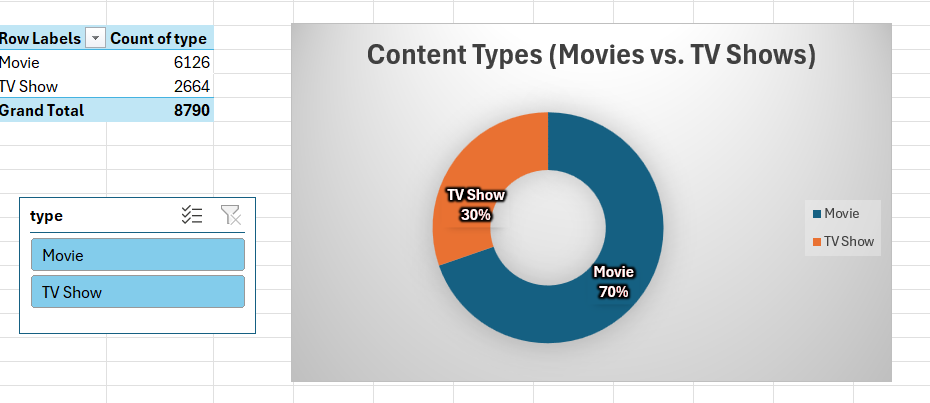 Row Labels Count of type
Movie 6126
TV Show 2664
Grand Total 8790
type
Movie
TV Show
Content Types (Movies vs. TV Shows)
TV Show
30%
Movie
70%
Movie
TV Show